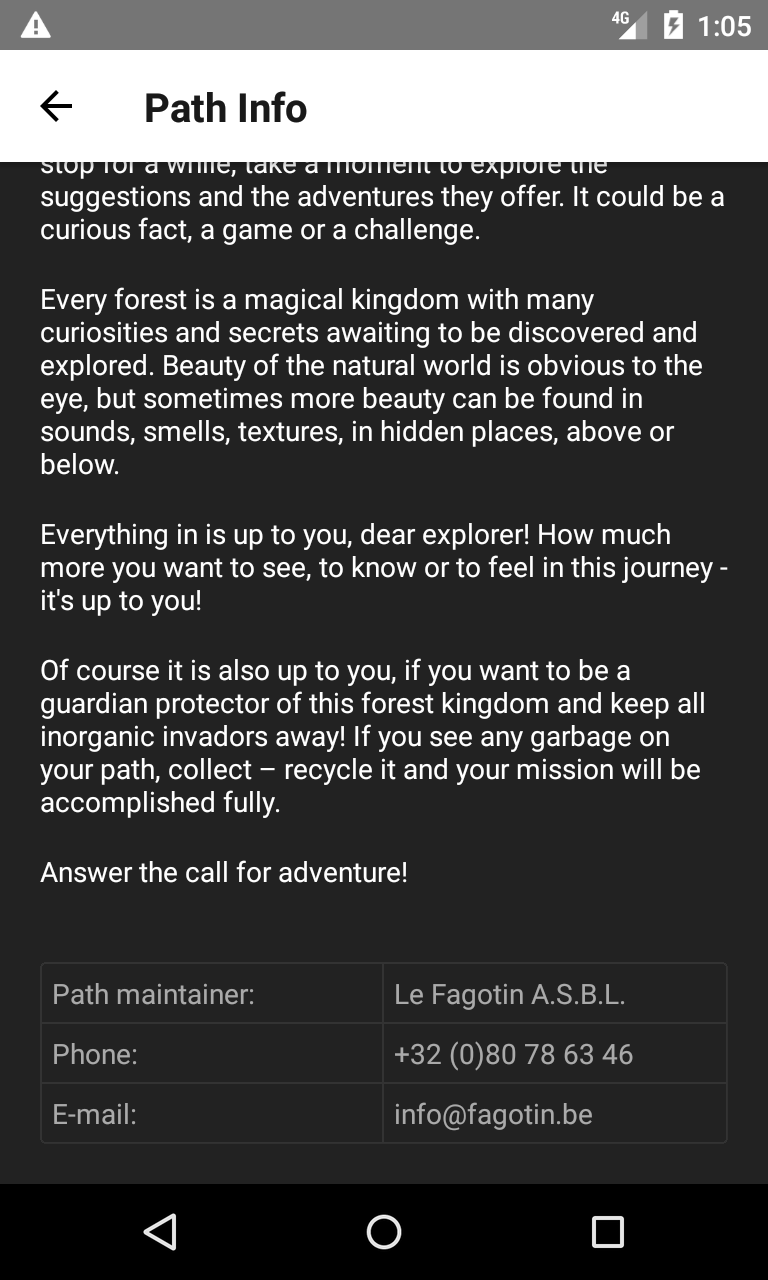 4G 1:05
Path Info
stop for a while, take a moment to explore the
suggestions and the adventures they offer. It could be a
curious fact, a game or a challenge.
Every forest is a magical kingdom with many
curiosities and secrets awaiting to be discovered and
explored. Beauty of the natural world is obvious to the
eye, but sometimes more beauty can be found in
sounds, smells, textures, in hidden places, above or
below.
Everything in is up to you, dear explorer! How much
more you want to see, to know or to feel in this journey -
it's up to you!
Of course it is also up to you, if you want to be a
guardian protector of this forest kingdom and keep all
inorganic invadors away! If you see any garbage on
your path, collect – recycle it and your mission will be
accomplished fully.
Answer the call for adventure!
Path maintainer: Le Fagotin A.S.B.L.
Phone: +32 (0)80 78 63 46
E-mail: info@fagotin.be